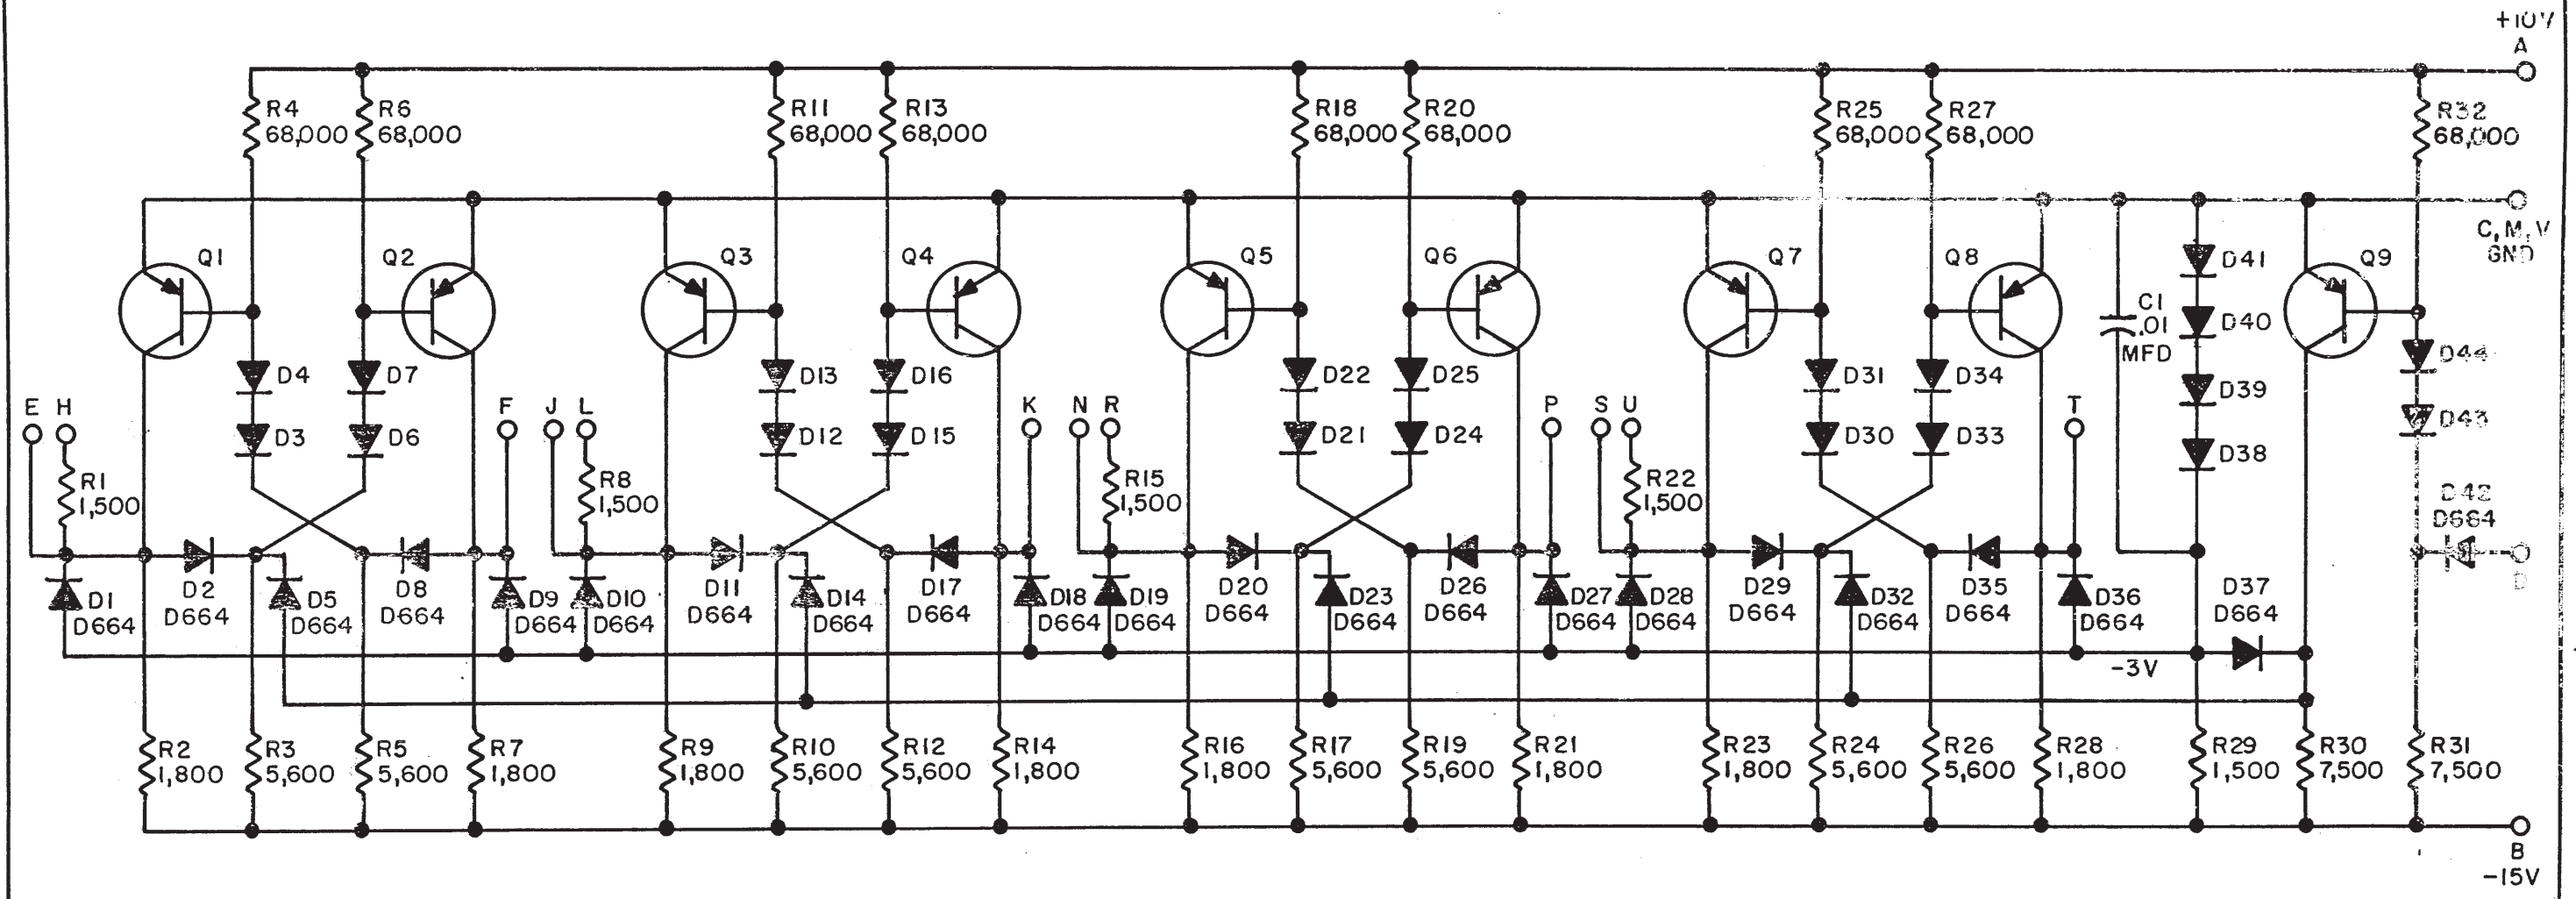 +10V
A
R4
68,000
R6
68,000
R11
68,000
R13
68,000
R18
68,000
R20
68,000
R25
68,000
R27
68,000
R32
68,000
C, M, V
GND
Q1
Q2
Q3
Q4
Q5
Q6
Q7
Q8
Q9
D41
D40
D39
D38
C1
.01
MFD
D4
D7
D13
D16
D22
D25
D31
D34
D44
D3
D6
D12
D15
D21
D24
D30
D33
D43
E
H
F
J
L
K
N
R
P
S
U
T
R1
1,500
R8
1,500
R15
1,500
R22
1,500
D42
D664
D
D1
D664
D2
D664
D5
D664
D8
D664
D9
D664
D10
D664
D11
D664
D14
D664
D17
D664
D18
D664
D19
D664
D20
D664
D23
D664
D26
D664
D27
D664
D28
D664
D29
D664
D32
D664
D35
D664
D36
D664
D37
D664
-3V
R2
1,800
R3
5,600
R5
5,600
R7
1,800
R9
1,800
R10
5,600
R12
5,600
R14
1,800
R16
1,800
R17
5,600
R19
5,600
R21
1,800
R23
1,800
R24
5,600
R26
5,600
R28
1,800
R29
1,500
R30
7,500
R31
7,500
B
-15V